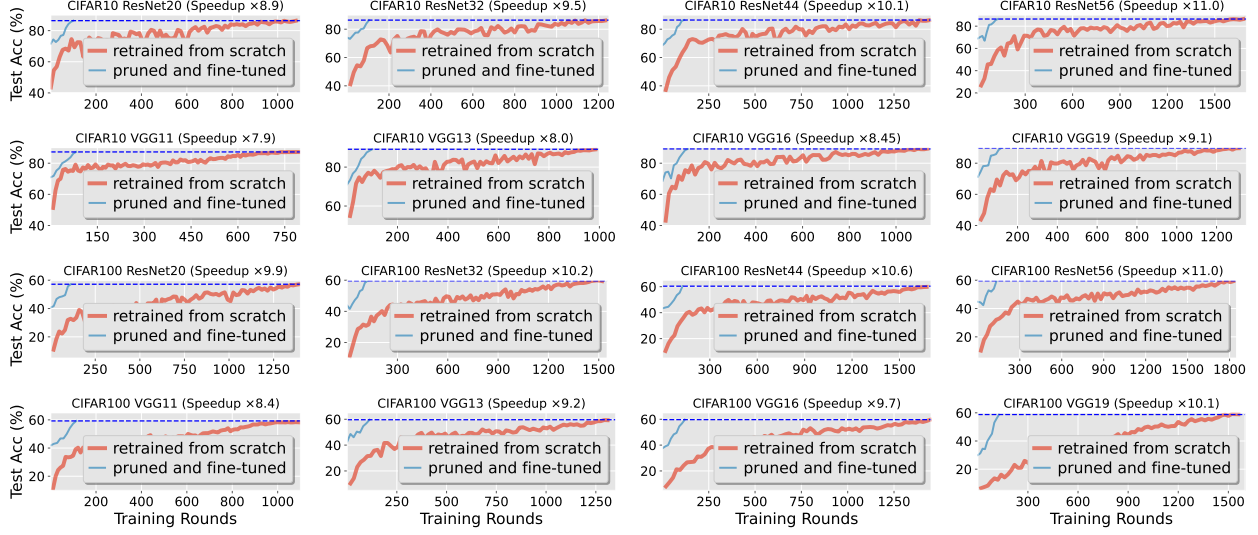 CIFAR10 ResNet20 (Speedup ×8.9)
Test Acc (%)
80
60
40
retrained from scratch
pruned and fine-tuned
200 400 600 800 1000
CIFAR10 ResNet32 (Speedup ×9.5)
80
60
40
retrained from scratch
pruned and fine-tuned
200 400 600 800 1000 1200
CIFAR10 ResNet44 (Speedup ×10.1)
80
60
40
retrained from scratch
pruned and fine-tuned
250 500 750 1000 1250
CIFAR10 ResNet56 (Speedup ×11.0)
80
60
40
20
retrained from scratch
pruned and fine-tuned
300 600 900 1200 1500
CIFAR10 VGG11 (Speedup ×7.9)
Test Acc (%)
80
60
40
retrained from scratch
pruned and fine-tuned
150 300 450 600 750
CIFAR10 VGG13 (Speedup ×8.0)
80
60
retrained from scratch
pruned and fine-tuned
200 400 600 800 1000
CIFAR10 VGG16 (Speedup ×8.45)
80
60
40
retrained from scratch
pruned and fine-tuned
200 400 600 800 1000
CIFAR10 VGG19 (Speedup ×9.1)
80
60
40
retrained from scratch
pruned and fine-tuned
200 400 600 800 1000 1200
CIFAR100 ResNet20 (Speedup ×9.9)
Test Acc (%)
60
40
20
retrained from scratch
pruned and fine-tuned
250 500 750 1000 1250 1400
CIFAR100 ResNet32 (Speedup ×10.2)
60
40
20
retrained from scratch
pruned and fine-tuned
300 600 900 1200 1500
CIFAR100 ResNet44 (Speedup ×10.6)
60
40
20
retrained from scratch
pruned and fine-tuned
300 600 900 1200 1500
CIFAR100 ResNet56 (Speedup ×11.0)
60
40
20
retrained from scratch
pruned and fine-tuned
300 600 900 1200 1500 1800
CIFAR100 VGG11 (Speedup ×8.4)
Test Acc (%)
60
40
20
retrained from scratch
pruned and fine-tuned
200 400 600 800 1000
Training Rounds
CIFAR100 VGG13 (Speedup ×9.2)
60
40
20
retrained from scratch
pruned and fine-tuned
250 500 750 1000 1250
Training Rounds
CIFAR100 VGG16 (Speedup ×9.7)
60
40
20
retrained from scratch
pruned and fine-tuned
250 500 750 1000 1250
Training Rounds
CIFAR100 VGG19 (Speedup ×10.1)
60
40
20
retrained from scratch
pruned and fine-tuned
300 600 900 1200 1500
Training Rounds